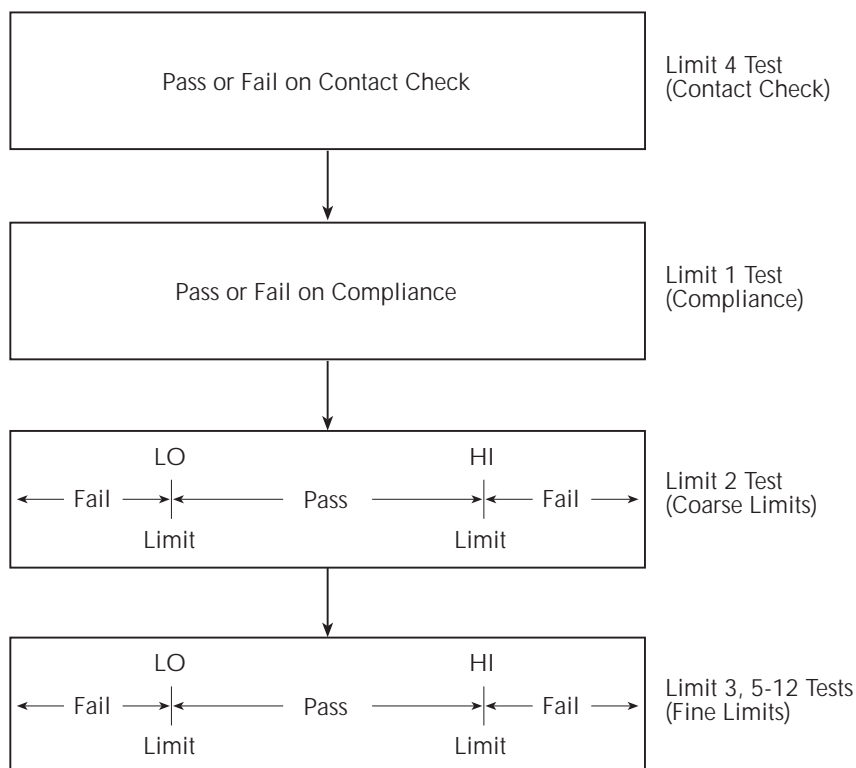 Pass or Fail on Contact Check
Limit 4 Test
(Contact Check)
Pass or Fail on Compliance
Limit 1 Test
(Compliance)
LO HI
Fail Pass Fail
Limit Limit
Limit 2 Test
(Coarse Limits)
LO HI
Fail Pass Fail
Limit Limit
Limit 3, 5-12 Tests
(Fine Limits)